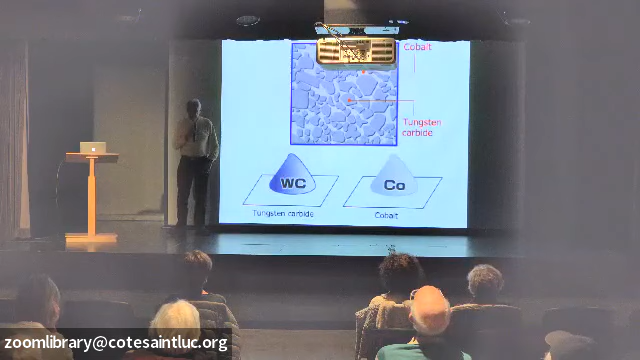 Cobalt
Tungsten
carbide
WC
Co
Tungsten carbide
Cobalt
zoomlibrary@cotesaintluc.org